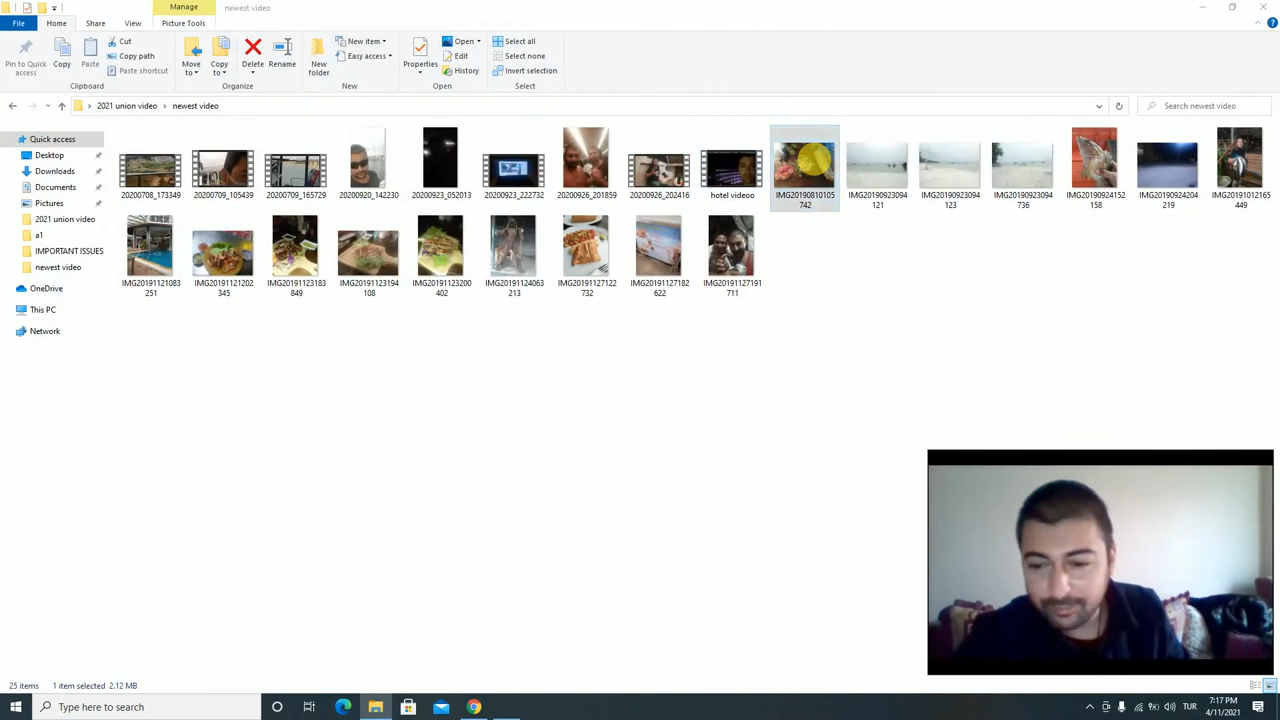 Manage
newest video
File
Home
Share
View
Picture Tools
Pin to Quick access
Copy
Paste
Cut
Copy path
Paste shortcut
Clipboard
Move to
Copy to
Delete
Rename
Organize
New folder
New item
Easy access
New
Properties
Open
Edit
History
Open
Select all
Select none
Invert selection
Select
2021 union video
newest video
Search newest video
Quick access
Desktop
Downloads
Documents
Pictures
2021 union video
a1
IMPORTANT ISSUES
newest video
OneDrive
This PC
Network
20200708_173349
20200709_105439
20200709_165729
20200920_142230
20200923_052013
20200923_222732
20200926_201859
20200926_202416
hotel videoo
IMG20190810105742
IMG20190923094121
IMG20190923094123
IMG20190923094736
IMG20190924152158
IMG20190924204219
IMG20191012165449
IMG20191121083251
IMG20191121202345
IMG20191123183849
IMG20191123194108
IMG20191123200402
IMG20191124063213
IMG20191127122732
IMG20191127182622
IMG20191127191711
25 items
1 item selected 2.12 MB
Type here to search
TUR
7:17 PM
4/11/2021